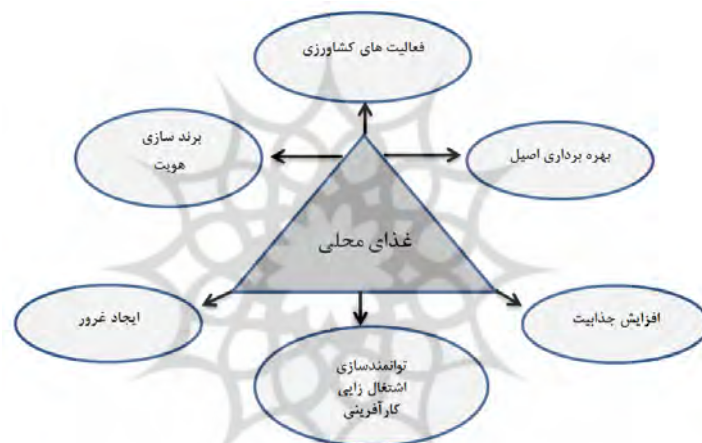 فعالیت های کشاورزی
بهره برداری اصیل
برند سازی
هویت
غذای محلی
افزایش جذابیت
ایجاد غرور
توانمندسازی
اشتغال زایی
کارآفرینی